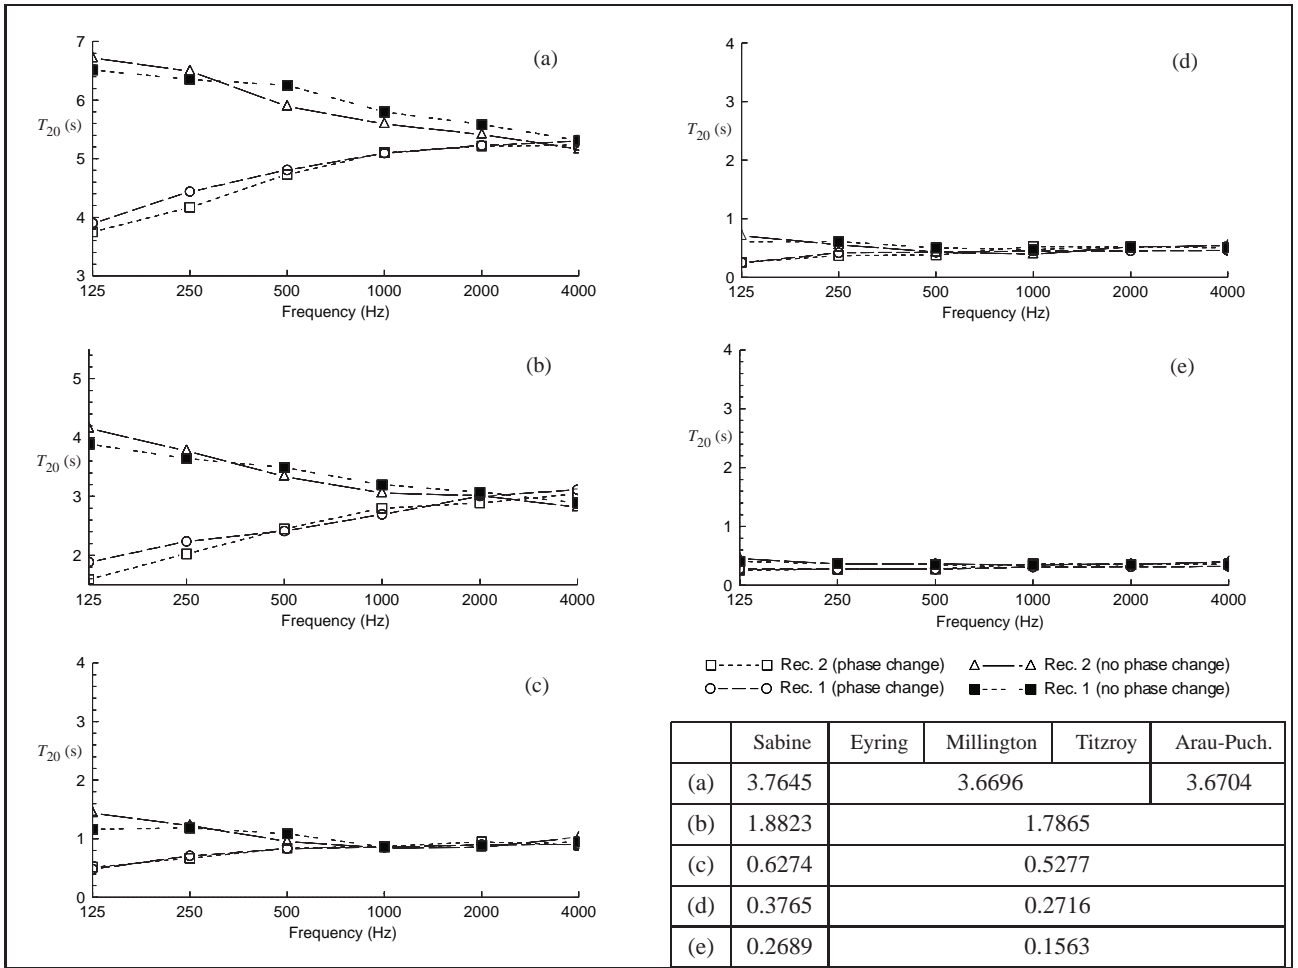 (a)
7
6
5
4
3
T20 (s)
125 250 500 1000 2000 4000
Frequency (Hz)
(b)
5
4
3
2
T20 (s)
125 250 500 1000 2000 4000
Frequency (Hz)
(c)
4
3
2
1
0
T20 (s)
125 250 500 1000 2000 4000
Frequency (Hz)
(d)
4
3
2
1
0
T20 (s)
125 250 500 1000 2000 4000
Frequency (Hz)
(e)
4
3
2
1
0
T20 (s)
125 250 500 1000 2000 4000
Frequency (Hz)
Rec. 2 (phase change) Rec. 2 (no phase change)
Rec. 1 (phase change) Rec. 1 (no phase change)
Sabine Eyring Millington Titzroy Arau-Puch.
(a) 3.7645 3.6696 3.6704
(b) 1.8823 1.7865
(c) 0.6274 0.5277
(d) 0.3765 0.2716
(e) 0.2689 0.1563